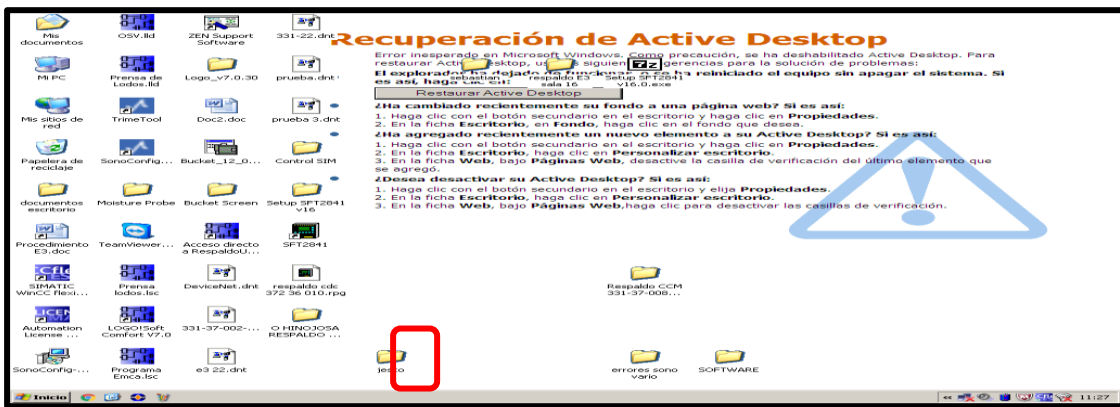 Mis documentos
OSV.lld
ZEN Support Software
331-22.dnt
Recuperación de Active Desktop
Error inesperado en Microsoft Windows. Como precaución, se ha deshabilitado Active Desktop. Para
restaurar Active Desktop, siguien gerencias para la solución de problemas:
El explorador ha dejado de funcionar o se ha reiniciado el equipo sin apagar el sistema. Si
es así, haga clic en:
sebastian
respaldo E3 sala 16
Setup SFT2841 v16.0.exe
Restaurar Active Desktop
¿Ha cambiado recientemente su fondo a una página web? Si es así:
1. Haga clic con el botón secundario en el escritorio y haga clic en Propiedades.
2. En la ficha Escritorio, en Fondo, haga clic en el fondo que desea.
¿Ha agregado recientemente un nuevo elemento a su Active Desktop? Si es así:
1. Haga clic con el botón secundario en el escritorio y haga clic en Propiedades.
2. En la ficha Escritorio, haga clic en Personalizar escritorio.
3. En la ficha Web, bajo Páginas Web, desactive la casilla de verificación del último elemento que
se agregó.
¿Desea desactivar su Active Desktop? Si es así:
1. Haga clic con el botón secundario en el escritorio y elija Propiedades.
2. En la ficha Escritorio, haga clic en Personalizar escritorio.
3. En la ficha Web, bajo Páginas Web,haga clic para desactivar las casillas de verificación.
Mi PC
Prensa de Lodos.lld
Logo_v7.0.30
prueba.dnt
Mis sitios de red
TrimeTool
Doc2.doc
prueba 3.dnt
Papelera de reciclaje
SonoConfig...
Bucket_12_0...
Control SIM
documentos escritorio
Moisture Probe
Bucket Screen
Setup SFT2841 v16
Procedimiento E3.doc
TeamViewer...
Acceso directo a RespaldoU...
SFT2841
SIMATIC WinCC flexi...
Prensa lodos.lsc
DeviceNet.dnt
respaldo cdc 372 36 010.rpg
Respaldo CCM 331-37-008...
Automation License ...
LOGO!Soft Comfort V7.0
331-37-002-...
O HINOJOSA RESPALDO ...
SonoConfig-...
Programa Emca.lsc
e3 22.dnt
errores sono vario
SOFTWARE
Inicio
11:27